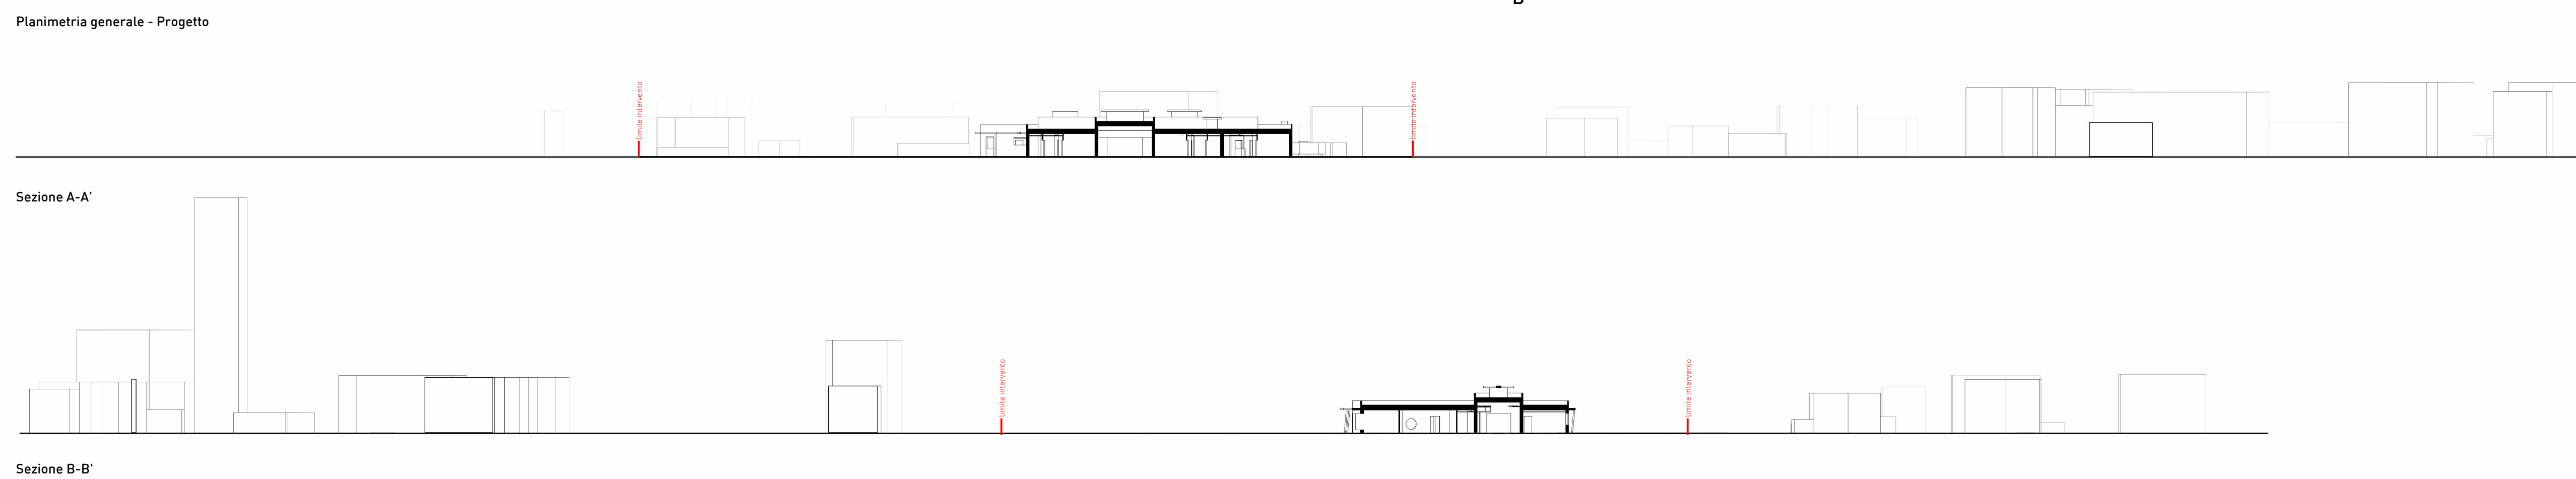 B
Planimetria generale - Progetto
limite intervento
limite intervento
Sezione A-A'
limite intervento
limite intervento
Sezione B-B'